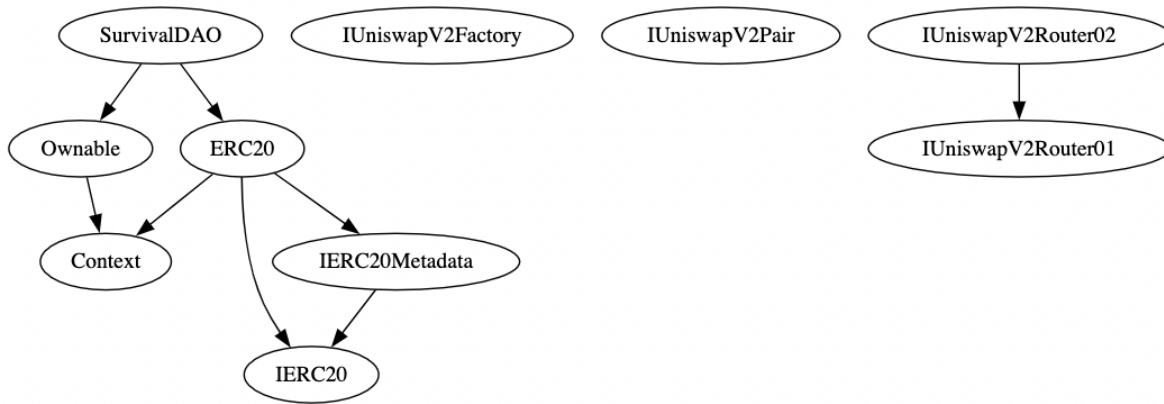 SurvivalDAO
IUniswapV2Factory
IUniswapV2Pair
IUniswapV2Router02
Ownable
ERC20
IUniswapV2Router01
Context
IERC20Metadata
IERC20